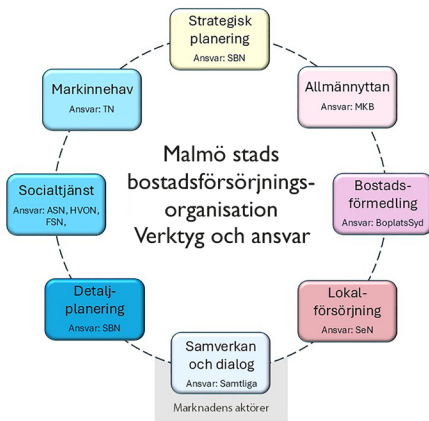 Strategisk
planering
Ansvar: SBN
Allmännyttan
Ansvar: MKB
Bostads-
förmedling
Ansvar: BoplatsSyd
Lokal-
försörjning
Ansvar: SeN
Samverkan
och dialog
Ansvar: Samtliga
Marknadens aktörer
Detalj-
planering
Ansvar: SBN
Socialtjänst
Ansvar: ASN, HVON,
FSN,
Markinnehav
Ansvar: TN
Malmö stads
bostadsförsörjnings-
organisation
Verktyg och ansvar